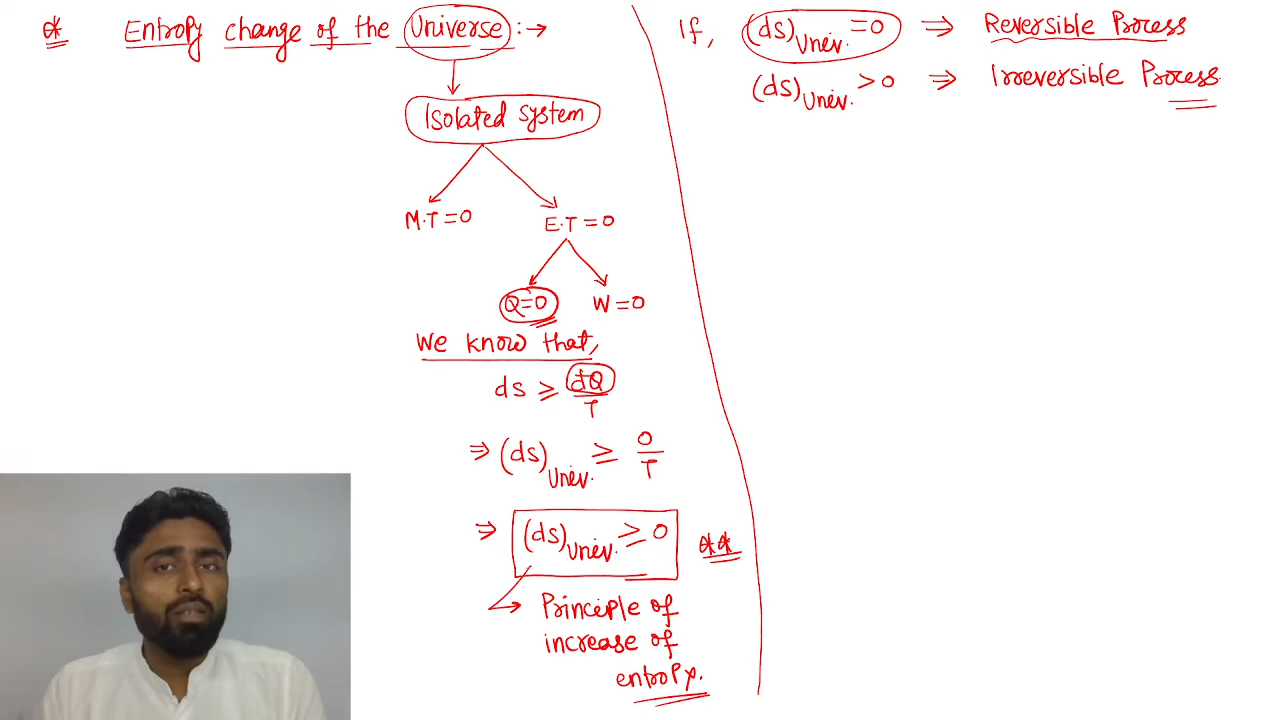 * Entropy change of the Universe :→
↓
Isolated system
M.T = 0 E.T = 0
Q=0 W=0
We know that,
ds ≥ dQ/T
⇒ (ds)Univ. ≥ 0/T
⇒ (ds)Univ. ≥ 0 **
→ Principle of
increase of
entropy.
If, (ds)Univ. = 0 ⇒ Reversible Process
(ds)Univ. > 0 ⇒ Irreversible Process